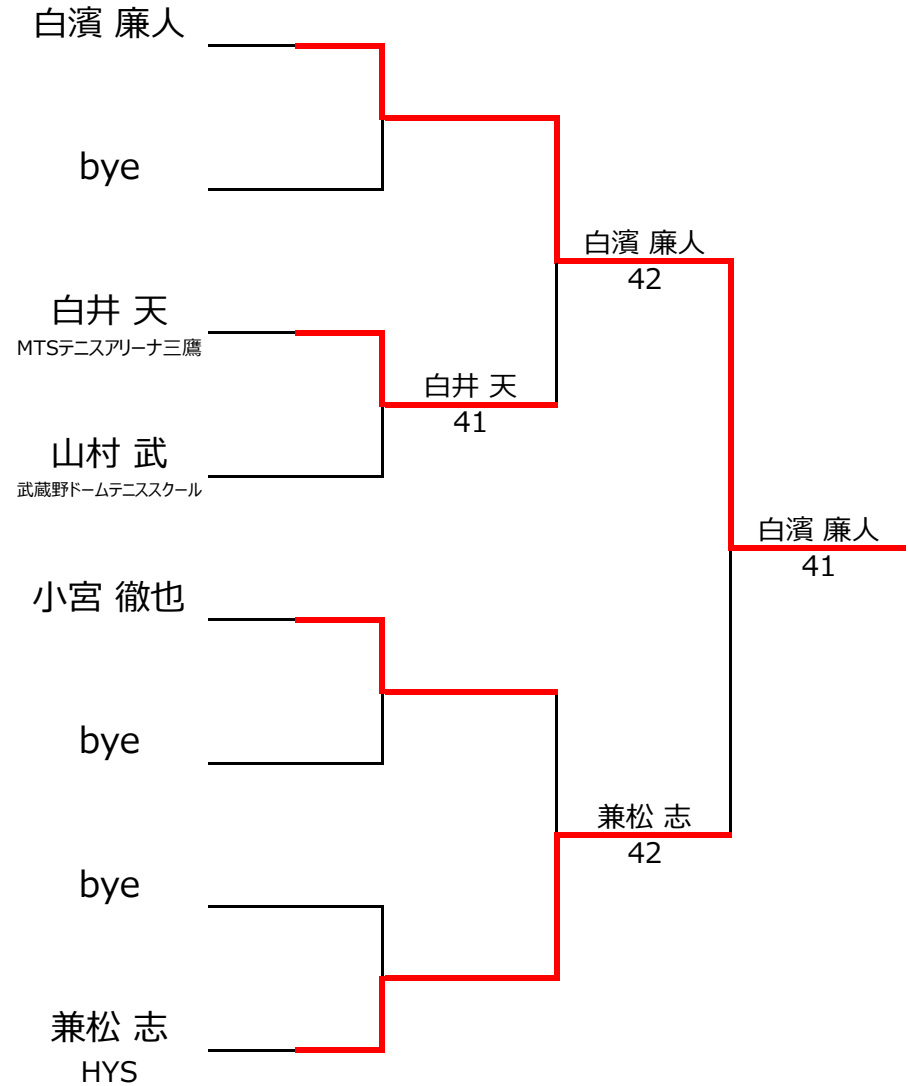 白濱 廉人
bye
白井 天
MTSテニスアリーナ三鷹
山村 武
武蔵野ドームテニススクール
小宮 徹也
bye
bye
兼松 志
HYS
白井 天
41
白濱 廉人
42
兼松 志
42
白濱 廉人
41